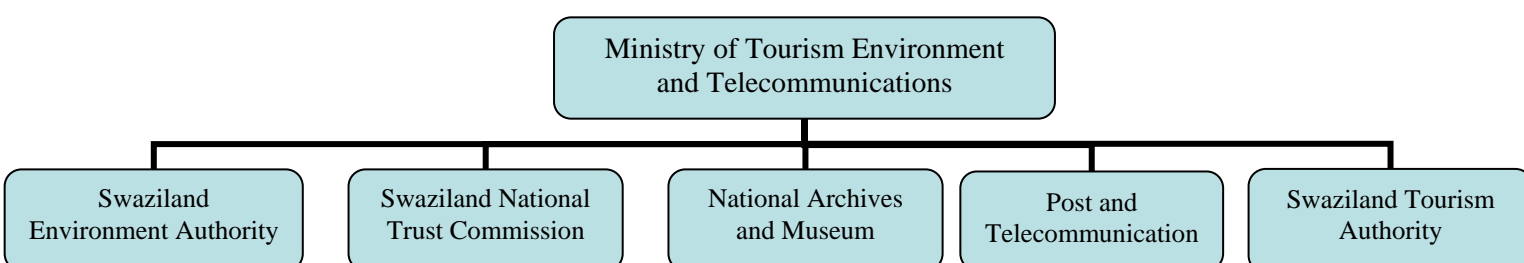 Ministry of Tourism Environment
and Telecommunications
Swaziland
Environment Authority
Swaziland National
Trust Commission
National Archives
and Museum
Post and
Telecommunication
Swaziland Tourism
Authority